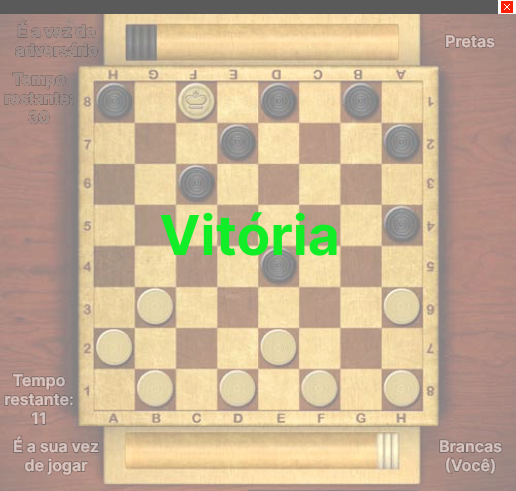 É a vez do
adversário
Pretas
Tempo
restante:
30
H G F E D C B A
8 1
7 2
6 3
5 4
Vitória
4 5
3 6
2 7
1 8
A B C D E F G H
Tempo
restante:
11
É a sua vez
de jogar
Brancas
(Você)